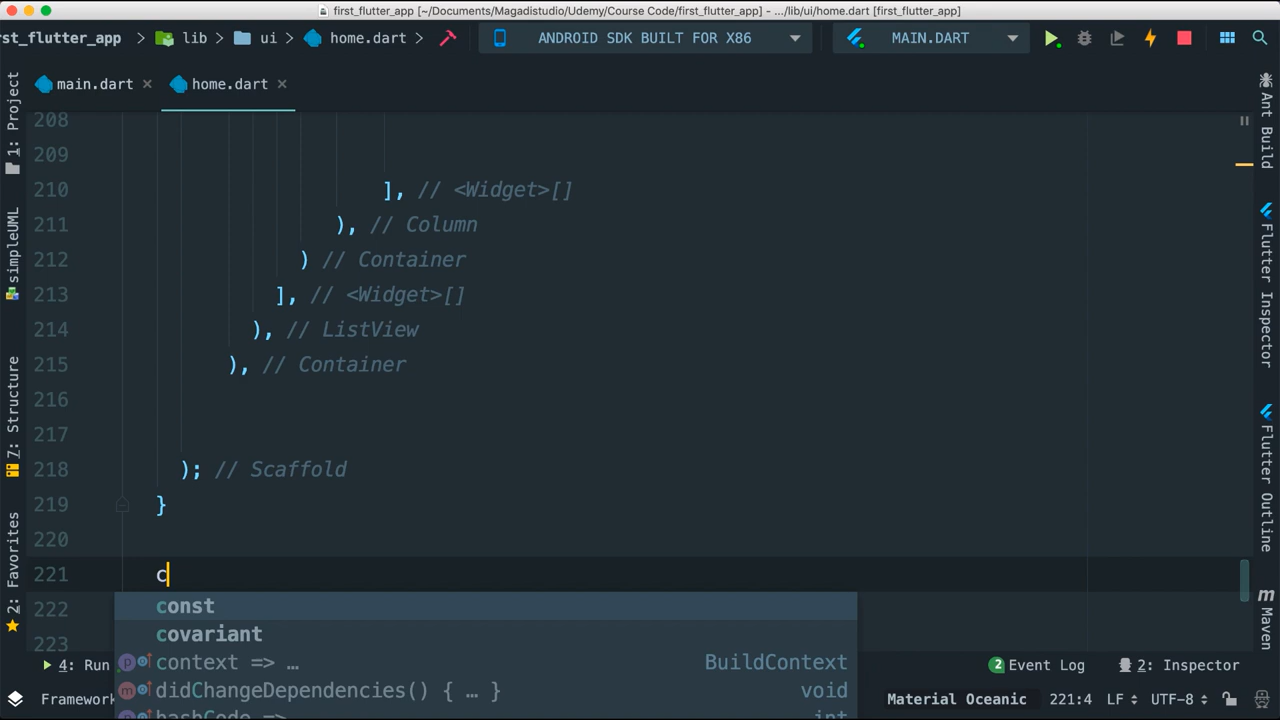 first_flutter_app [~/Documents/Magadistudio/Udemy/Course Code/first_flutter_app] - .../lib/ui/home.dart [first_flutter_app]
rst_flutter_app lib ui home.dart ANDROID SDK BUILT FOR X86 MAIN.DART
main.dart home.dart
208
209
210 ], // <Widget>[]
211 ), // Column
212 ) // Container
213 ], // <Widget>[]
214 ), // ListView
215 ), // Container
216
217
218 ); // Scaffold
219 }
220
221 c
222 const
covariant
223 context => … BuildContext
didChangeDependencies() { … } void
hashCode => int
1: Project
simpleUML
7: Structure
2: Favorites
Ant Build
Flutter Inspector
Flutter Outline
m
Maven
4: Run 2 Event Log 2: Inspector
Framework Material Oceanic 221:4 LF UTF-8